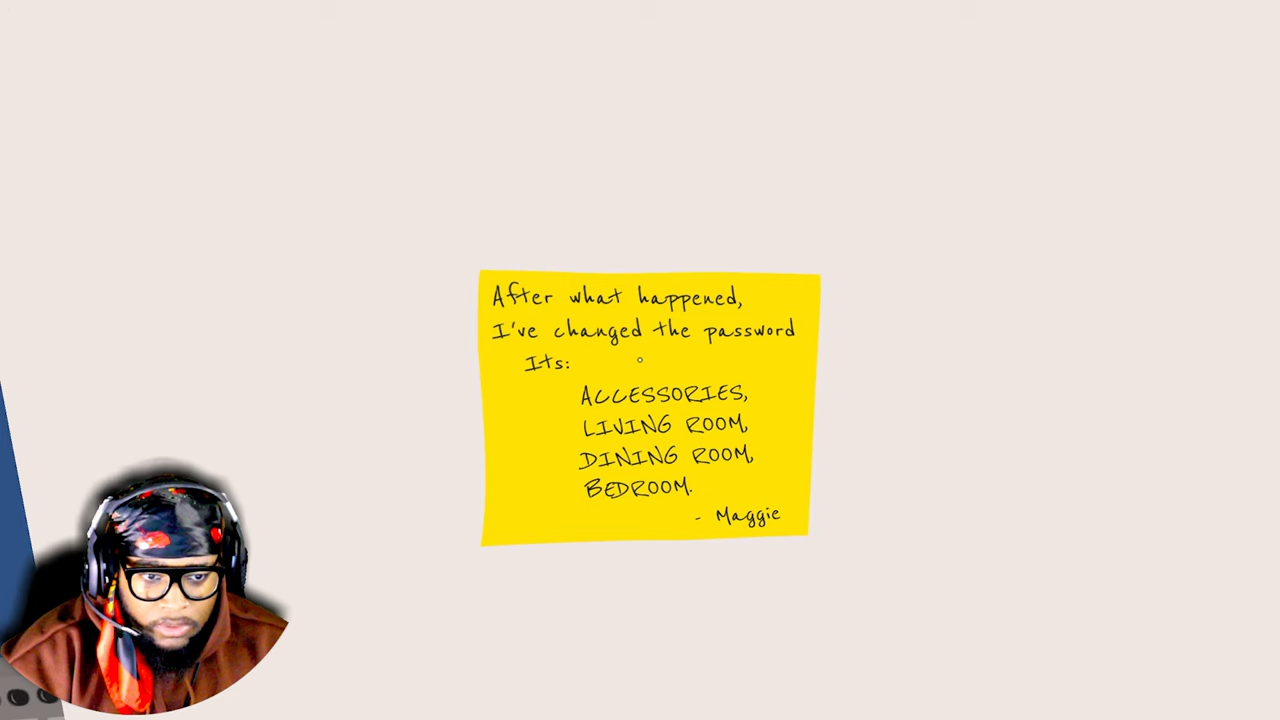 After what happened,
I've changed the password
Its:
ACCESSORIES,
LIVING ROOM,
DINING ROOM,
BEDROOM.
- Maggie